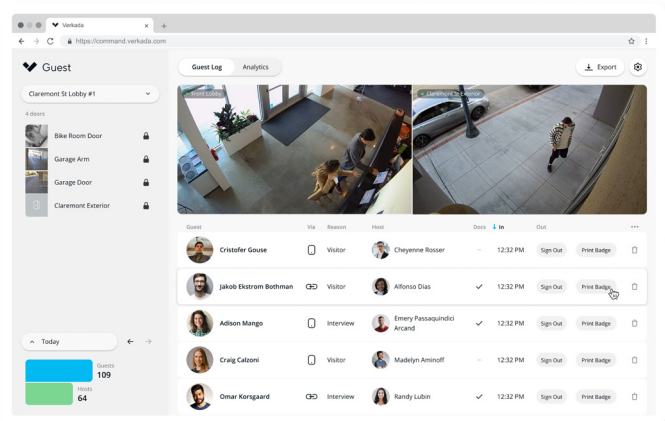 Verkada
https://command.verkada.com
Guest
Guest Log
Analytics
Export
Claremont St Lobby #1
4 doors
Bike Room Door
Garage Arm
Garage Door
Claremont Exterior
Front Lobby
Claremont St Exterior
Guest Via Reason Host Docs In Out
Cristofer Gouse Visitor Cheyenne Rosser – 12:32 PM Sign Out Print Badge
Jakob Ekstrom Bothman Visitor Alfonso Dias 12:32 PM Sign Out Print Badge
Adison Mango Interview Emery Passaquindici
Arcand 12:32 PM Sign Out Print Badge
Craig Calzoni Visitor Madelyn Aminoff – 12:32 PM Sign Out Print Badge
Omar Korsgaard Interview Randy Lubin 12:32 PM Sign Out Print Badge
Today
Guests
109
Hosts
64